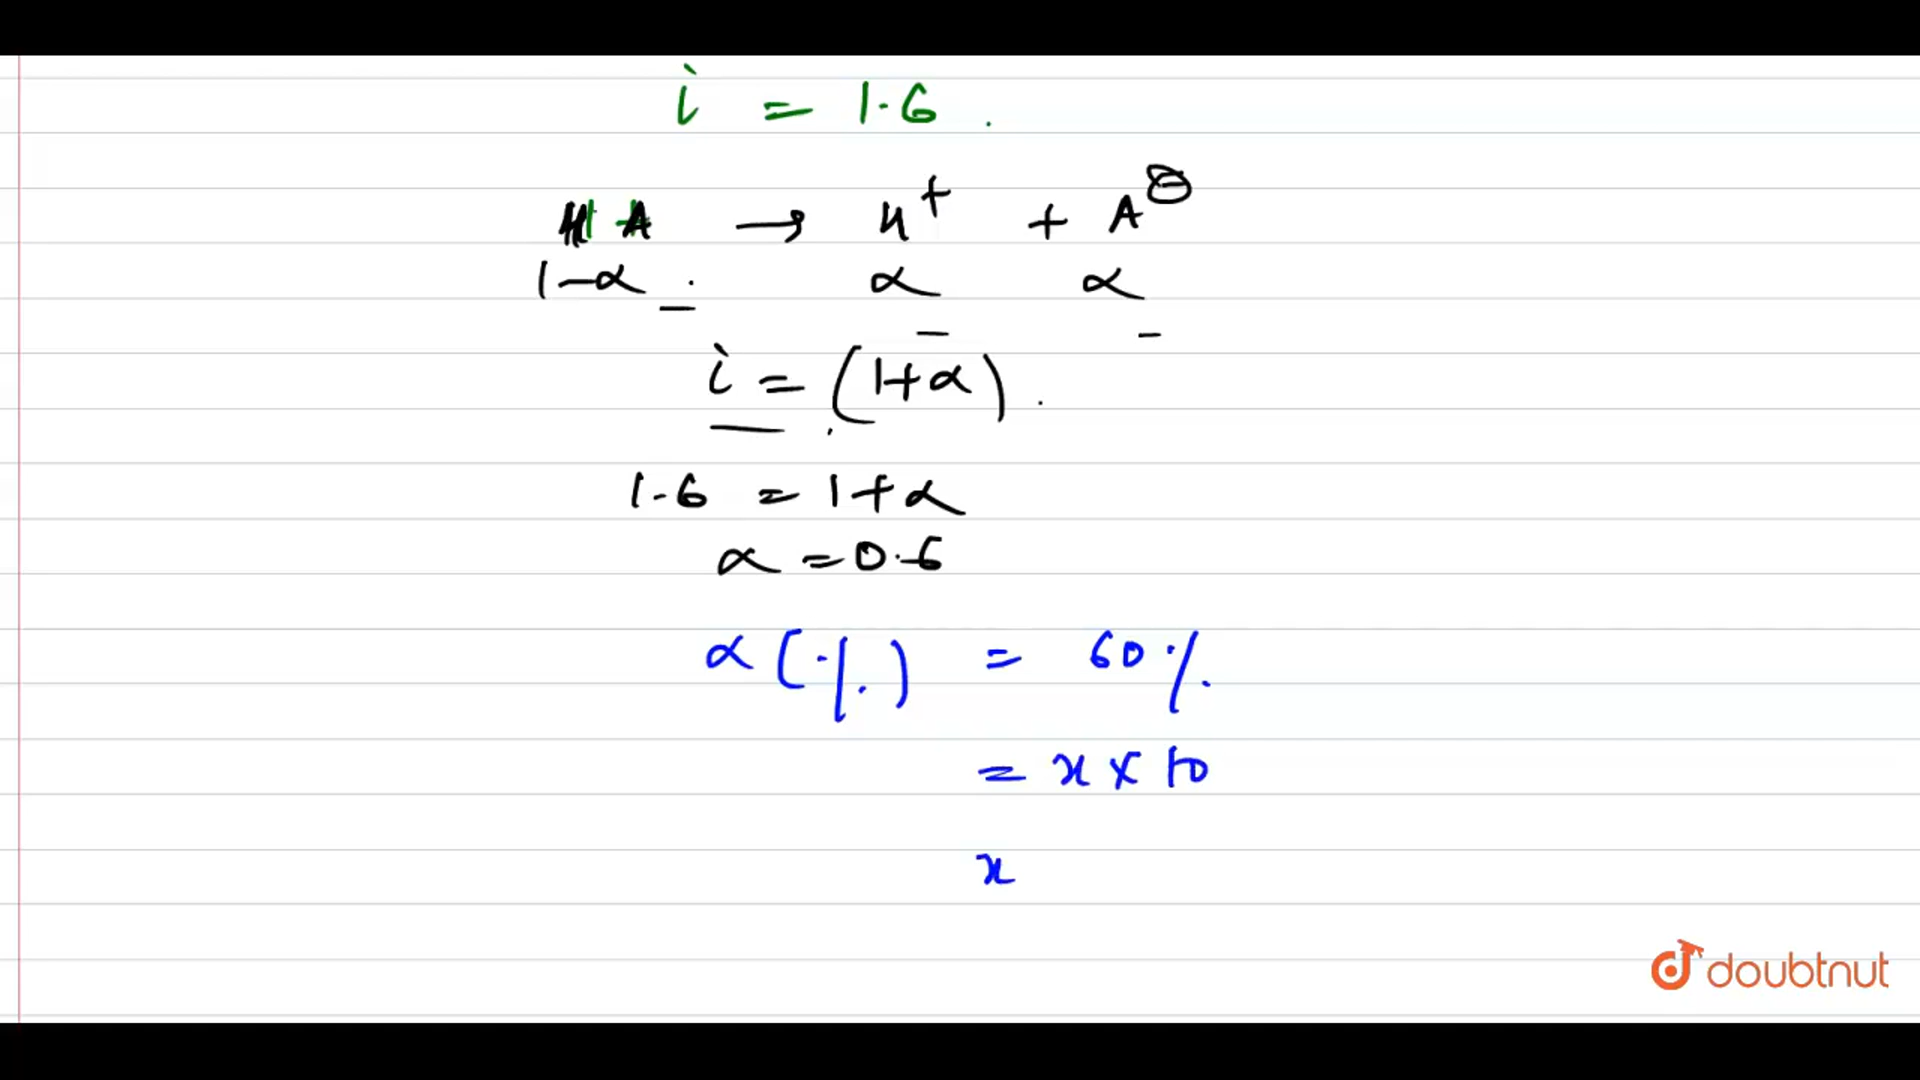 i = 1.6 .
HA → H⁺ + A⊖
1-α α α
i = (1+α) .
1.6 = 1+α
α = 0.6
α (%) = 60%
= x × 10
x
doubtnut